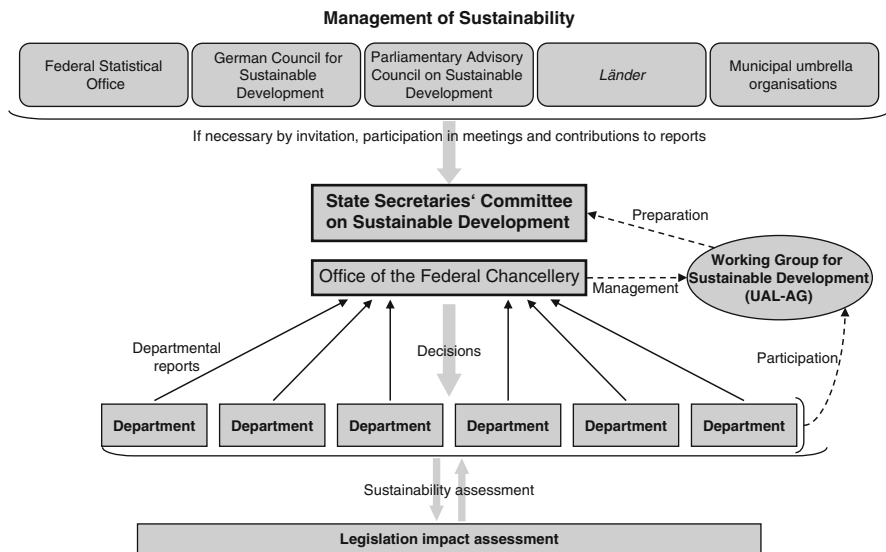 Management of Sustainability
Federal Statistical
Office
German Council for
Sustainable
Development
Parliamentary Advisory
Council on Sustainable
Development
Länder
Municipal umbrella
organisations
If necessary by invitation, participation in meetings and contributions to reports
State Secretaries‘ Committee
on Sustainable Development
Preparation
Office of the Federal Chancellery
Management
Working Group for
Sustainable Development
(UAL-AG)
Departmental
reports
Decisions
Participation
Department
Department
Department
Department
Department
Department
Sustainability assessment
Legislation impact assessment